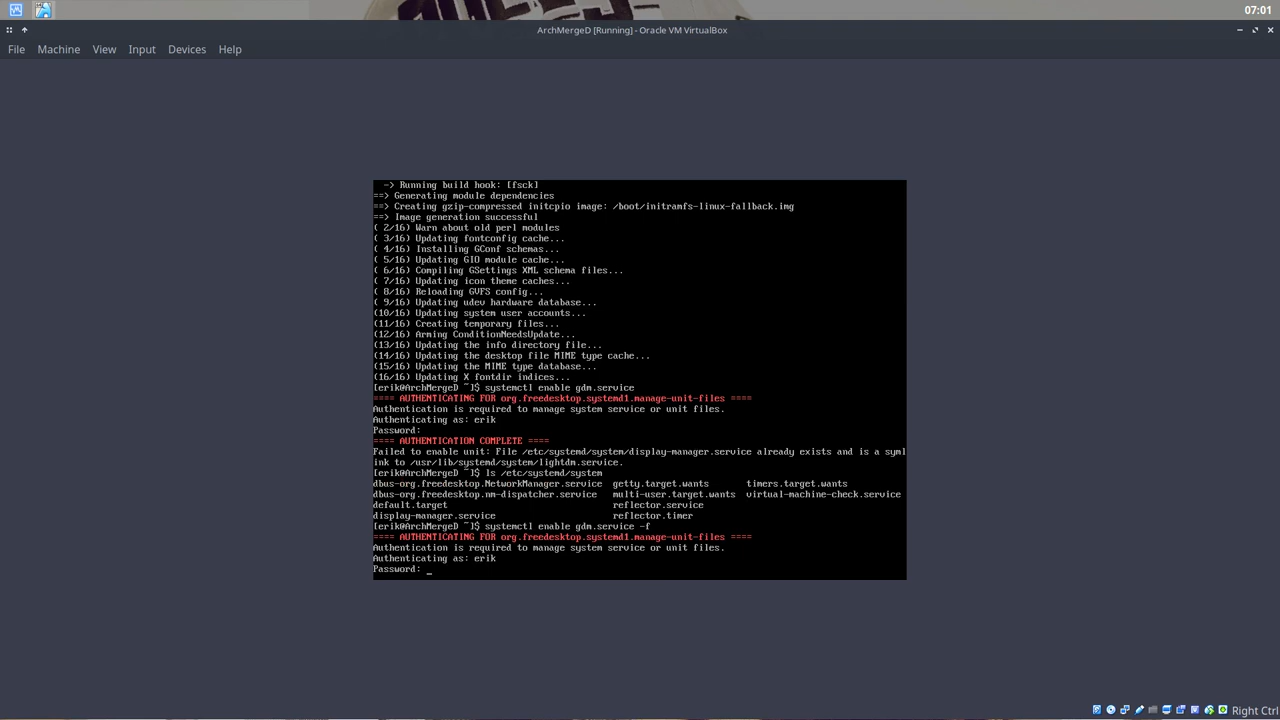 07:01
ArchMergeD [Running] - Oracle VM VirtualBox
File Machine View Input Devices Help
-> Running build hook: [fsck]
==> Generating module dependencies
==> Creating gzip-compressed initcpio image: /boot/initramfs-linux-fallback.img
==> Image generation successful
( 2/16) Warn about old perl modules
( 3/16) Updating fontconfig cache...
( 4/16) Installing GConf schemas...
( 5/16) Updating GIO module cache...
( 6/16) Compiling GSettings XML schema files...
( 7/16) Updating icon theme caches...
( 8/16) Reloading GVFS config...
( 9/16) Updating udev hardware database...
(10/16) Updating system user accounts...
(11/16) Creating temporary files...
(12/16) Arming ConditionNeedsUpdate...
(13/16) Updating the info directory file...
(14/16) Updating the desktop file MIME type cache...
(15/16) Updating the MIME type database...
(16/16) Updating X fontdir indices...
[erik@ArchMergeD ~]$ systemctl enable gdm.service
==== AUTHENTICATING FOR org.freedesktop.systemd1.manage-unit-files ====
Authentication is required to manage system service or unit files.
Authenticating as: erik
Password:
==== AUTHENTICATION COMPLETE ====
Failed to enable unit: File /etc/systemd/system/display-manager.service already exists and is a syml
ink to /usr/lib/systemd/system/lightdm.service.
[erik@ArchMergeD ~]$ ls /etc/systemd/system
dbus-org.freedesktop.NetworkManager.service getty.target.wants timers.target.wants
dbus-org.freedesktop.nm-dispatcher.service multi-user.target.wants virtual-machine-check.service
default.target reflector.service
display-manager.service reflector.timer
[erik@ArchMergeD ~]$ systemctl enable gdm.service -f
==== AUTHENTICATING FOR org.freedesktop.systemd1.manage-unit-files ====
Authentication is required to manage system service or unit files.
Authenticating as: erik
Password: _
Right Ctrl